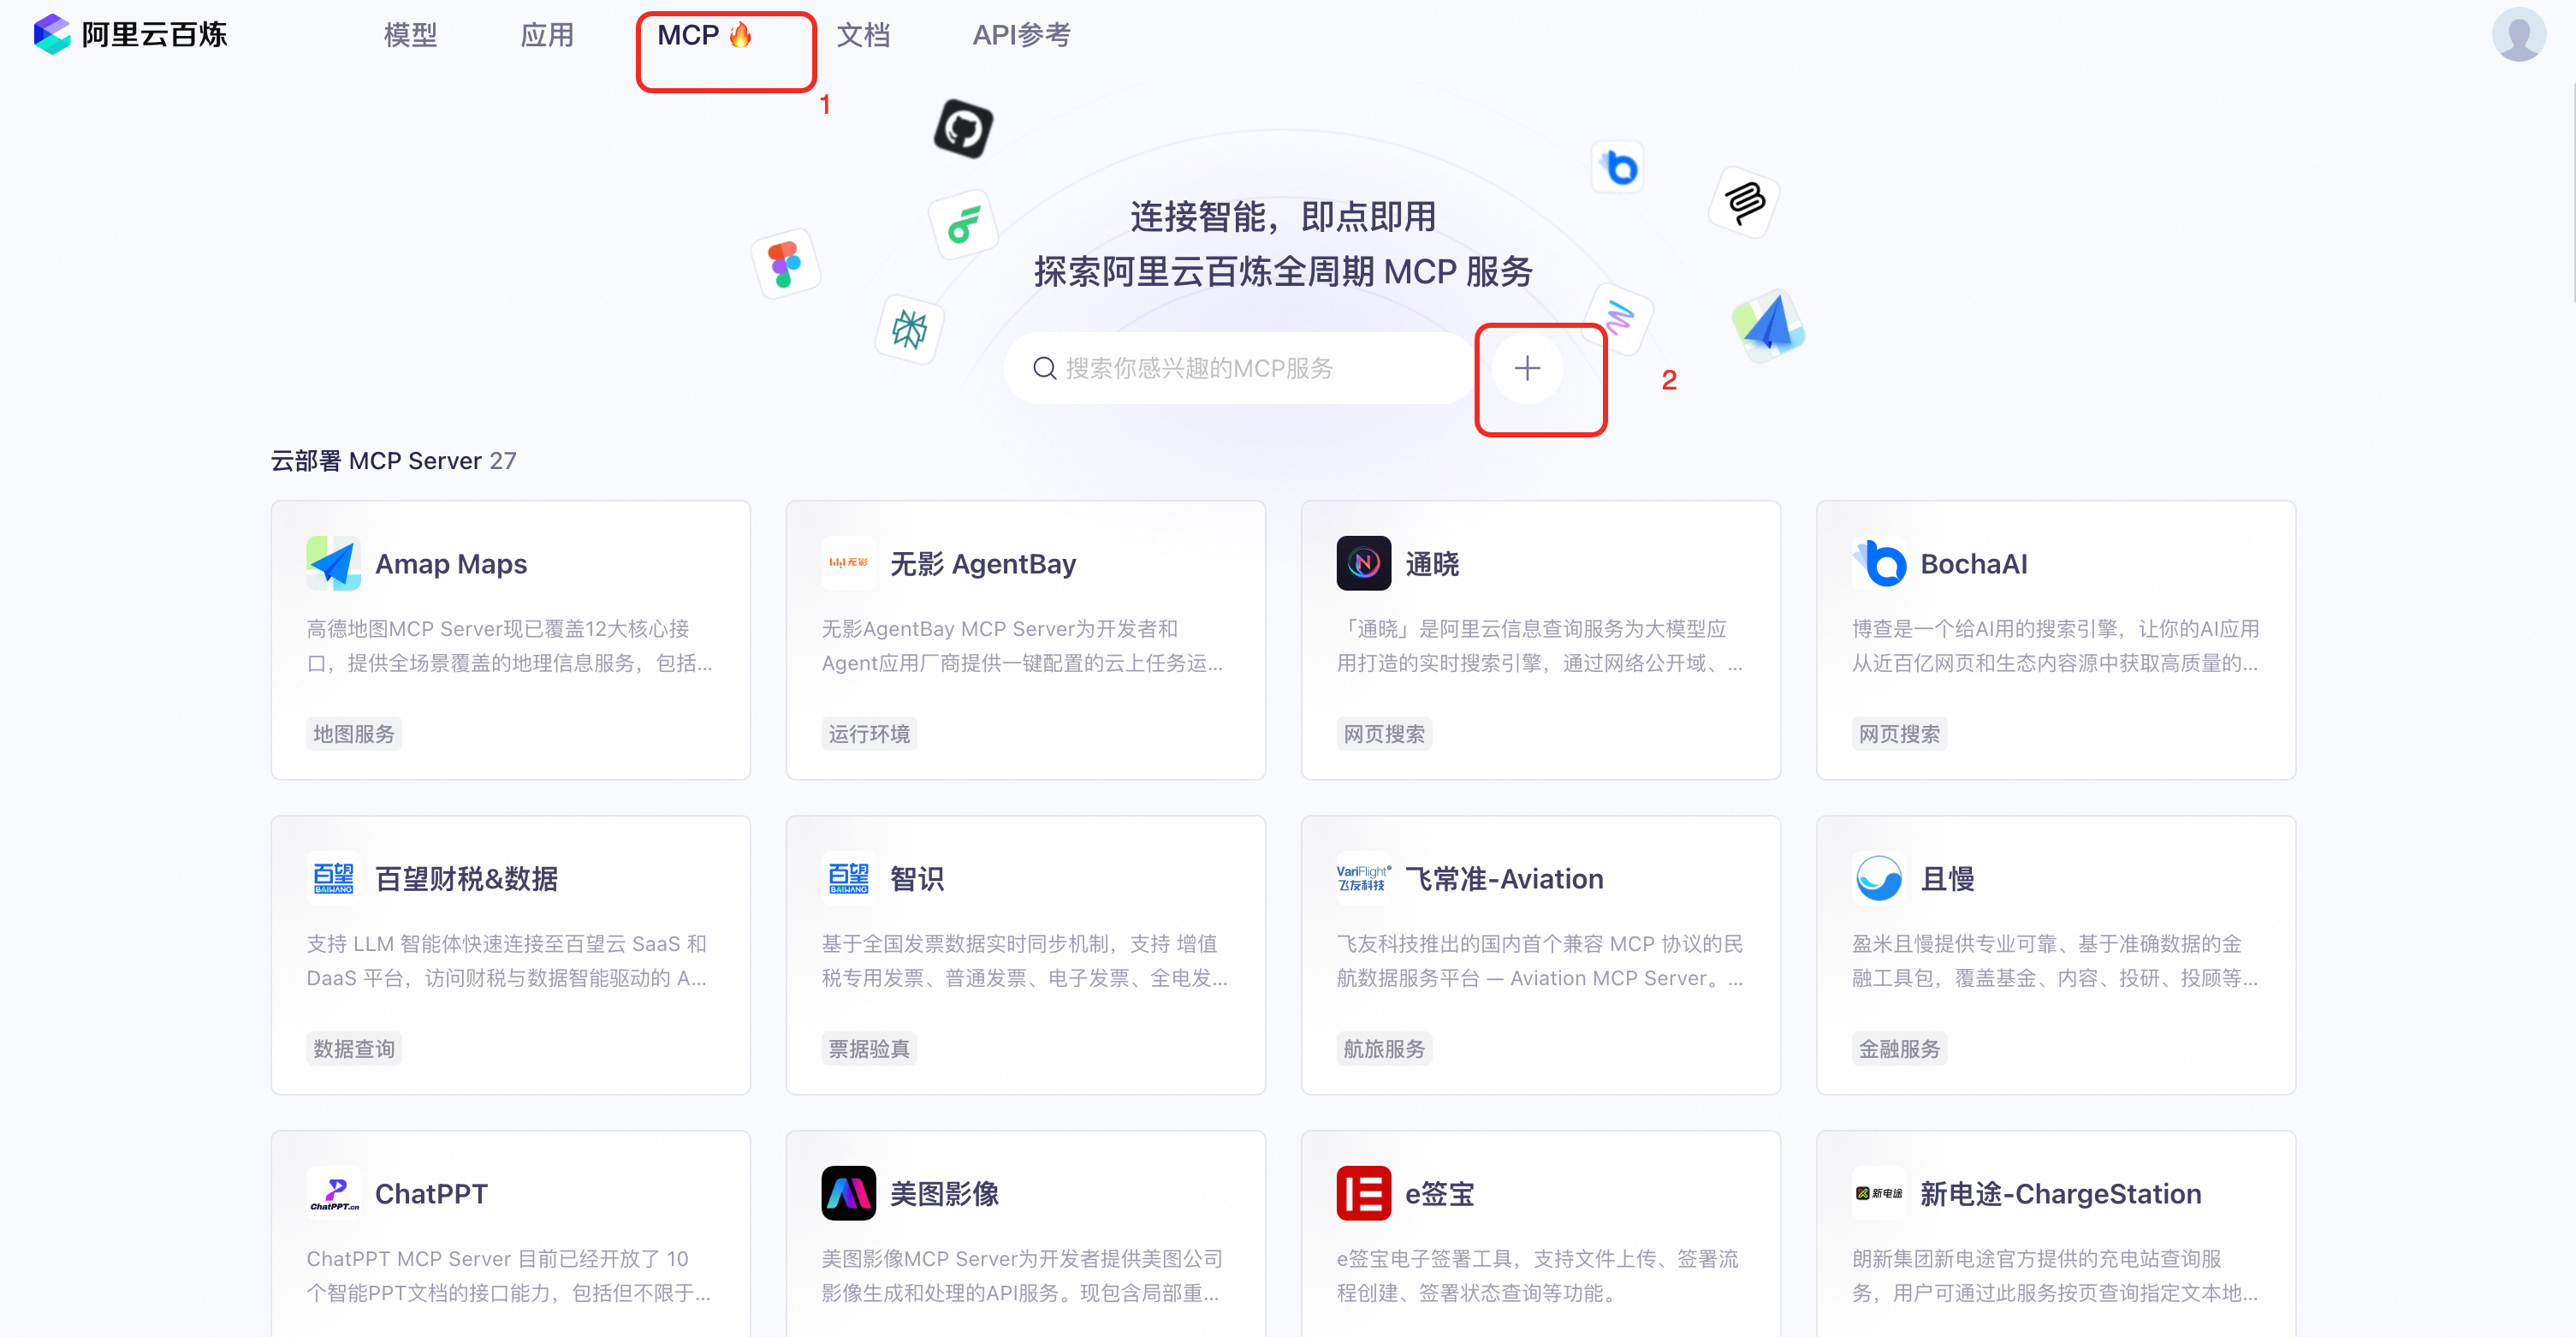 阿里云百炼
模型
应用
MCP🔥
文档
API参考
1
连接智能，即点即用
探索阿里云百炼全周期 MCP 服务
搜索你感兴趣的MCP服务
2
云部署 MCP Server 27
Amap Maps
高德地图MCP Server现已覆盖12大核心接
口，提供全场景覆盖的地理信息服务，包括...
地图服务
无影
无影 AgentBay
无影AgentBay MCP Server为开发者和
Agent应用厂商提供一键配置的云上任务运...
运行环境
通晓
「通晓」是阿里云信息查询服务为大模型应
用打造的实时搜索引擎，通过网络公开域、...
网页搜索
BochaAI
博查是一个给AI用的搜索引擎，让你的AI应用
从近百亿网页和生态内容源中获取高质量的...
网页搜索
百望
BAIWANG
百望财税&数据
支持 LLM 智能体快速连接至百望云 SaaS 和
DaaS 平台，访问财税与数据智能驱动的 A...
数据查询
百望
BAIWANG
智识
基于全国发票数据实时同步机制，支持 增值
税专用发票、普通发票、电子发票、全电发...
票据验真
VariFlight®
飞友科技
飞常准-Aviation
飞友科技推出的国内首个兼容 MCP 协议的民
航数据服务平台 — Aviation MCP Server。...
航旅服务
且慢
盈米且慢提供专业可靠、基于准确数据的金
融工具包，覆盖基金、内容、投研、投顾等...
金融服务
ChatPPT.cn
ChatPPT
ChatPPT MCP Server 目前已经开放了 10
个智能PPT文档的接口能力，包括但不限于...
美图影像
美图影像MCP Server为开发者提供美图公司
影像生成和处理的API服务。现包含局部重...
e签宝
e签宝电子签署工具，支持文件上传、签署流
程创建、签署状态查询等功能。
新电途
新电途-ChargeStation
朗新集团新电途官方提供的充电站查询服
务，用户可通过此服务按页查询指定文本地...